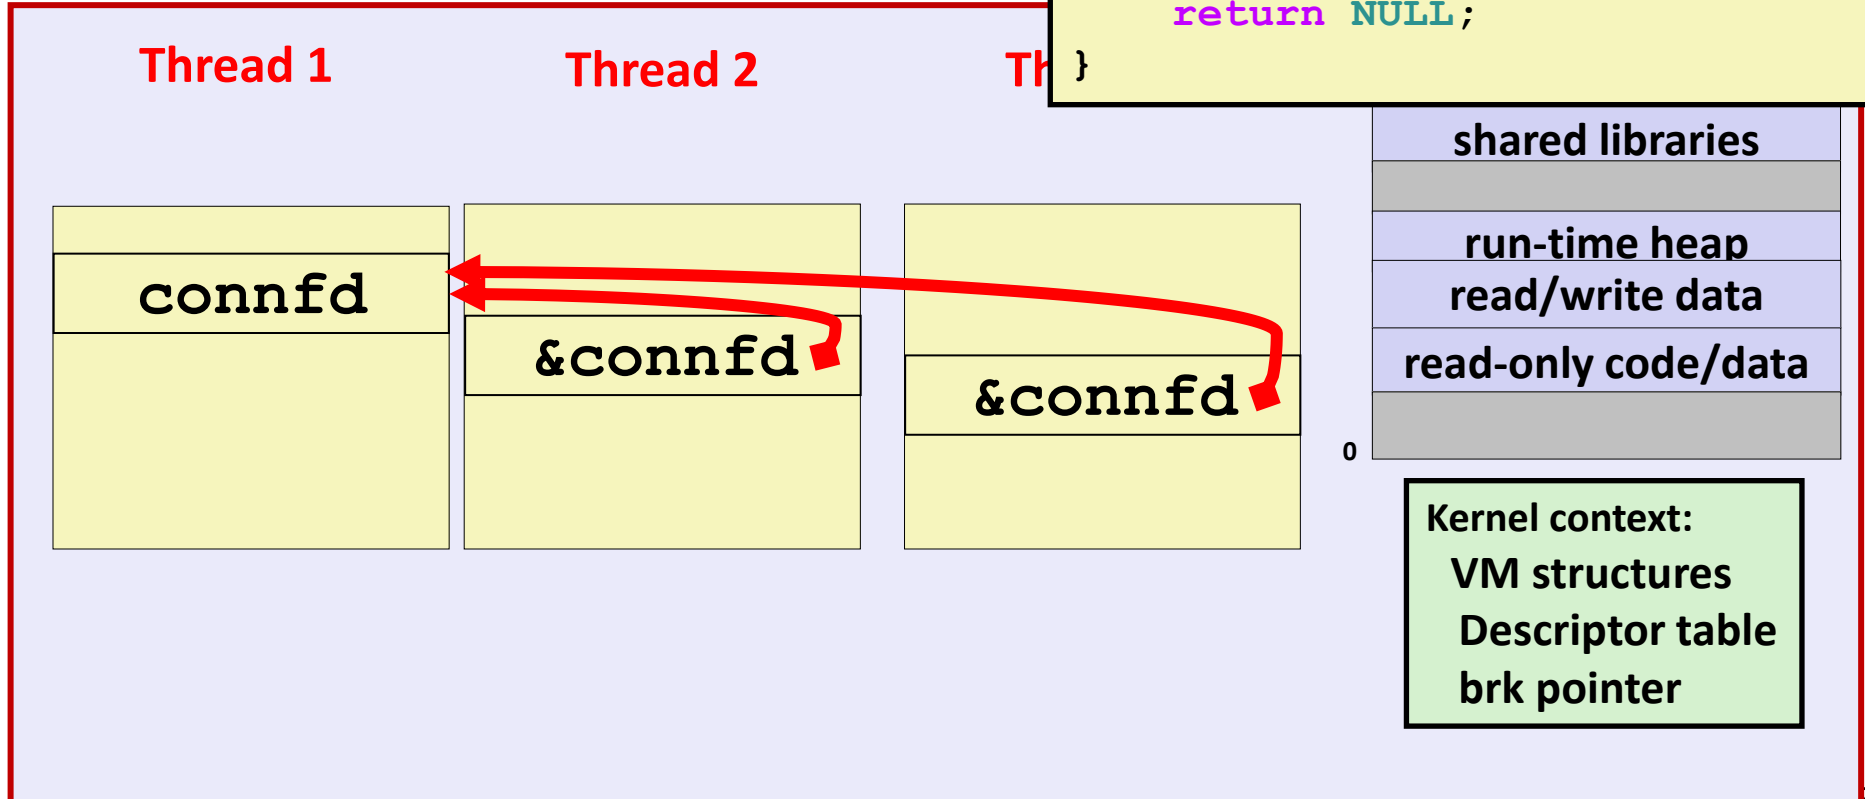 return NULL;
}
Thread 1
Thread 2
Th
connfd
&connfd
&connfd
shared libraries
run-time heap
read/write data
read-only code/data
0
Kernel context:
VM structures
Descriptor table
brk pointer